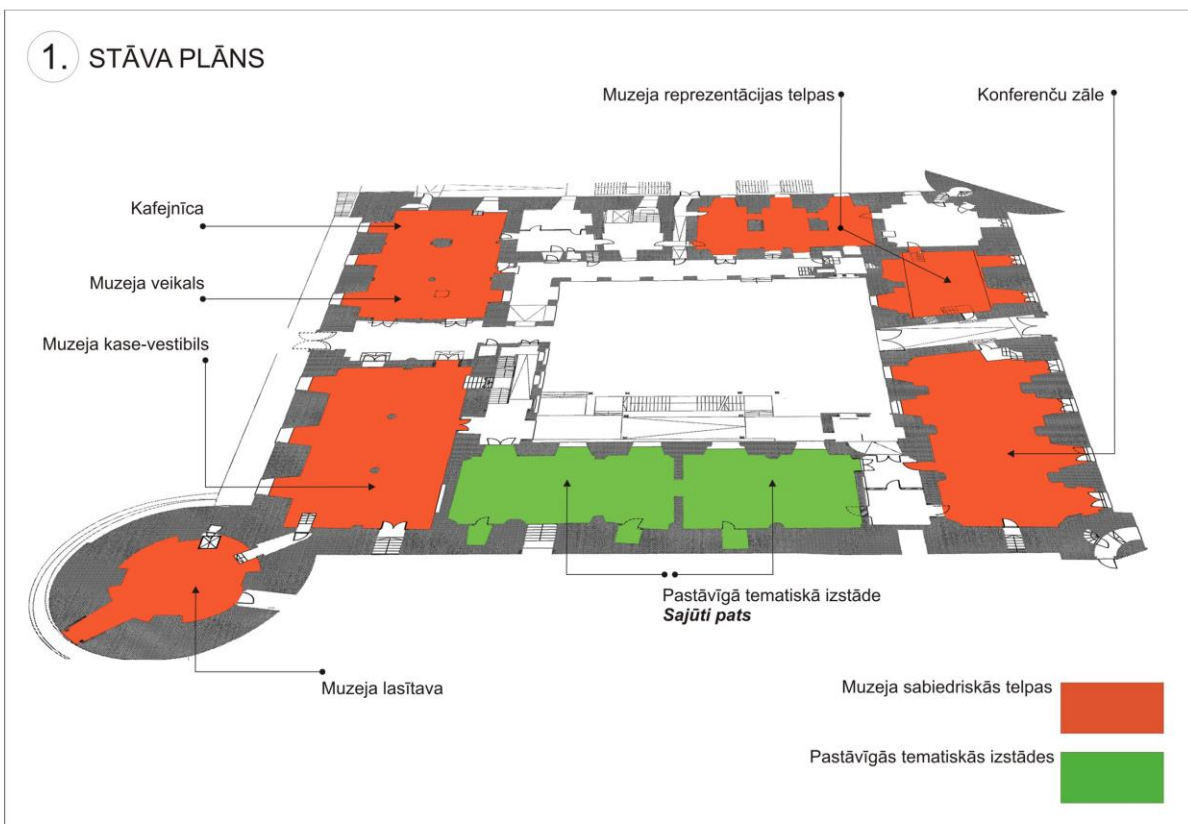 1. STĀVA PLĀNS
Muzeja reprezentācijas telpas
Konferenču zāle
Kafejnīca
Muzeja veikals
Muzeja kase-vestibils
Pastāvīgā tematiskā izstāde
Sajūti pats
Muzeja lasītava
Muzeja sabiedriskās telpas
Pastāvīgās tematiskās izstādes